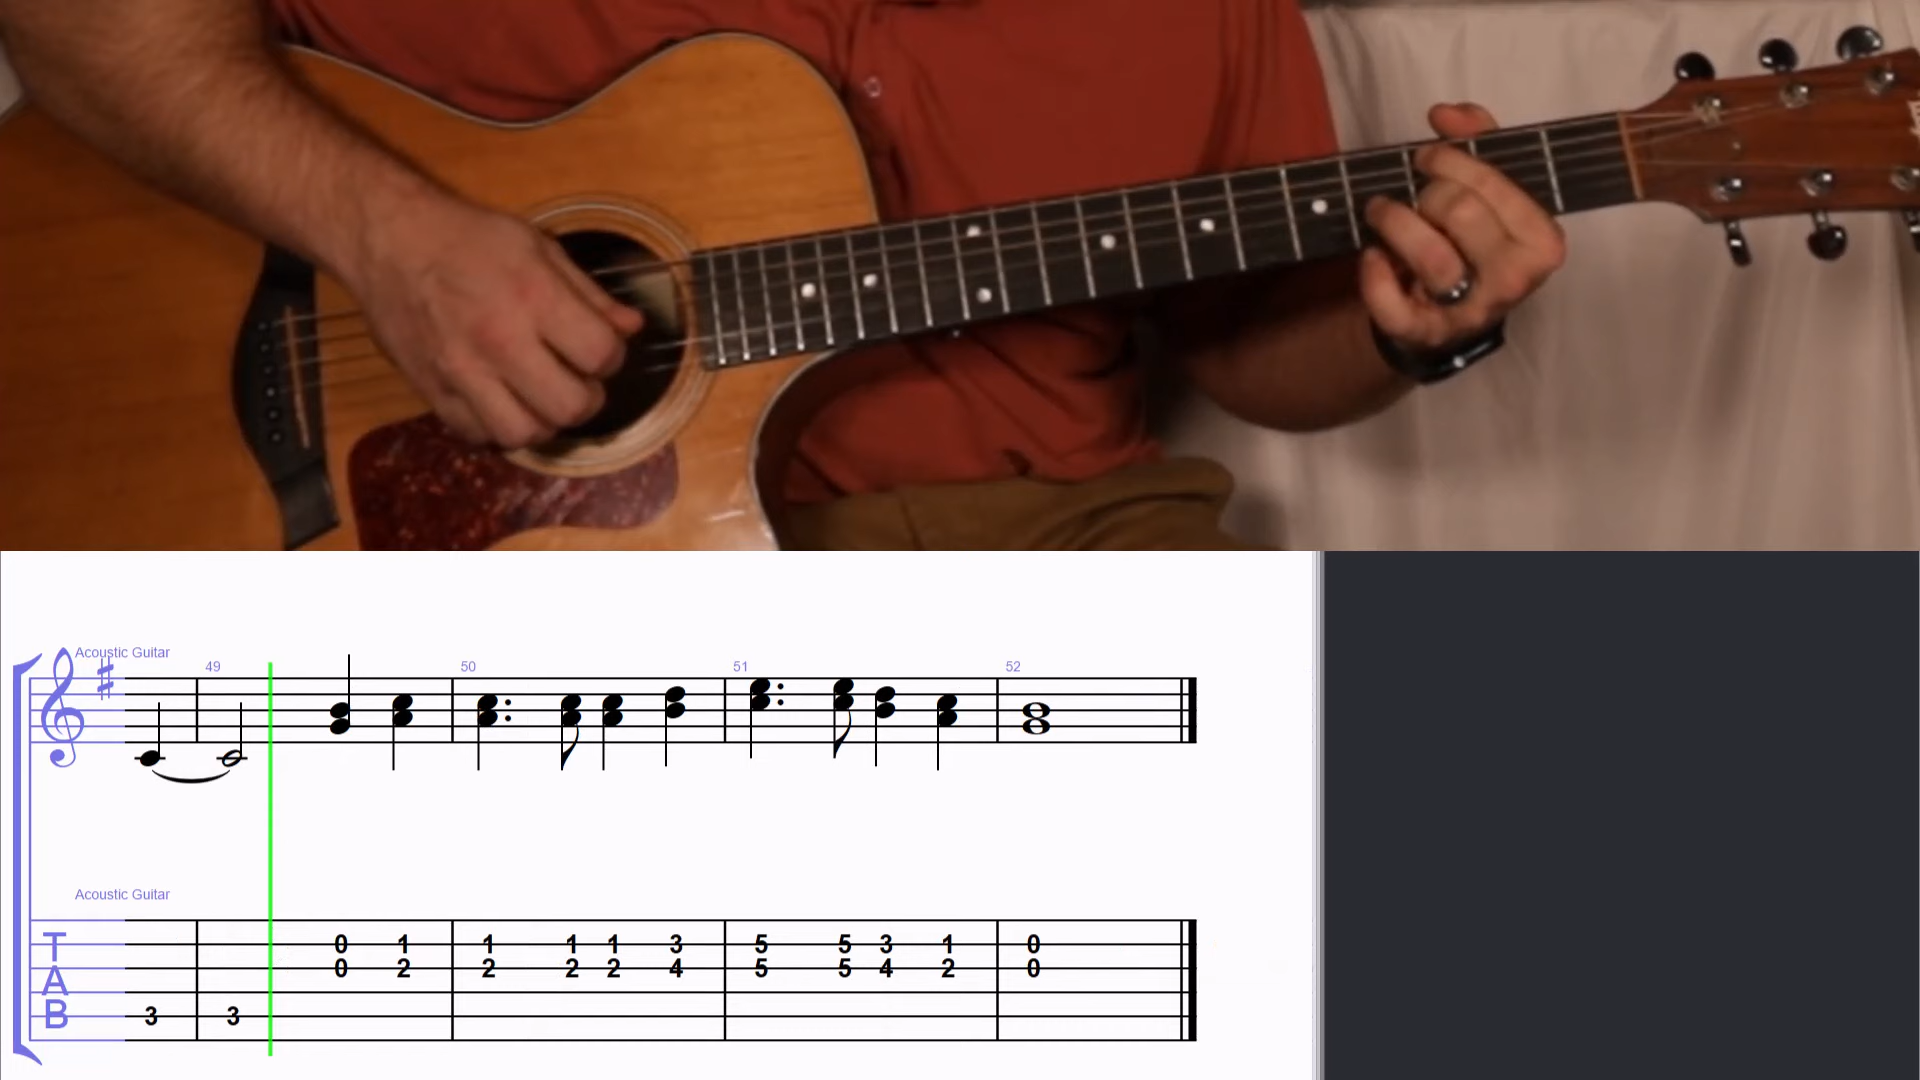 Acoustic Guitar
49 50 51 52
Acoustic Guitar
T 0 1 1 1 1 3 5 5 3 1 0
A 0 2 2 2 2 4 5 5 4 2 0
B 3 3